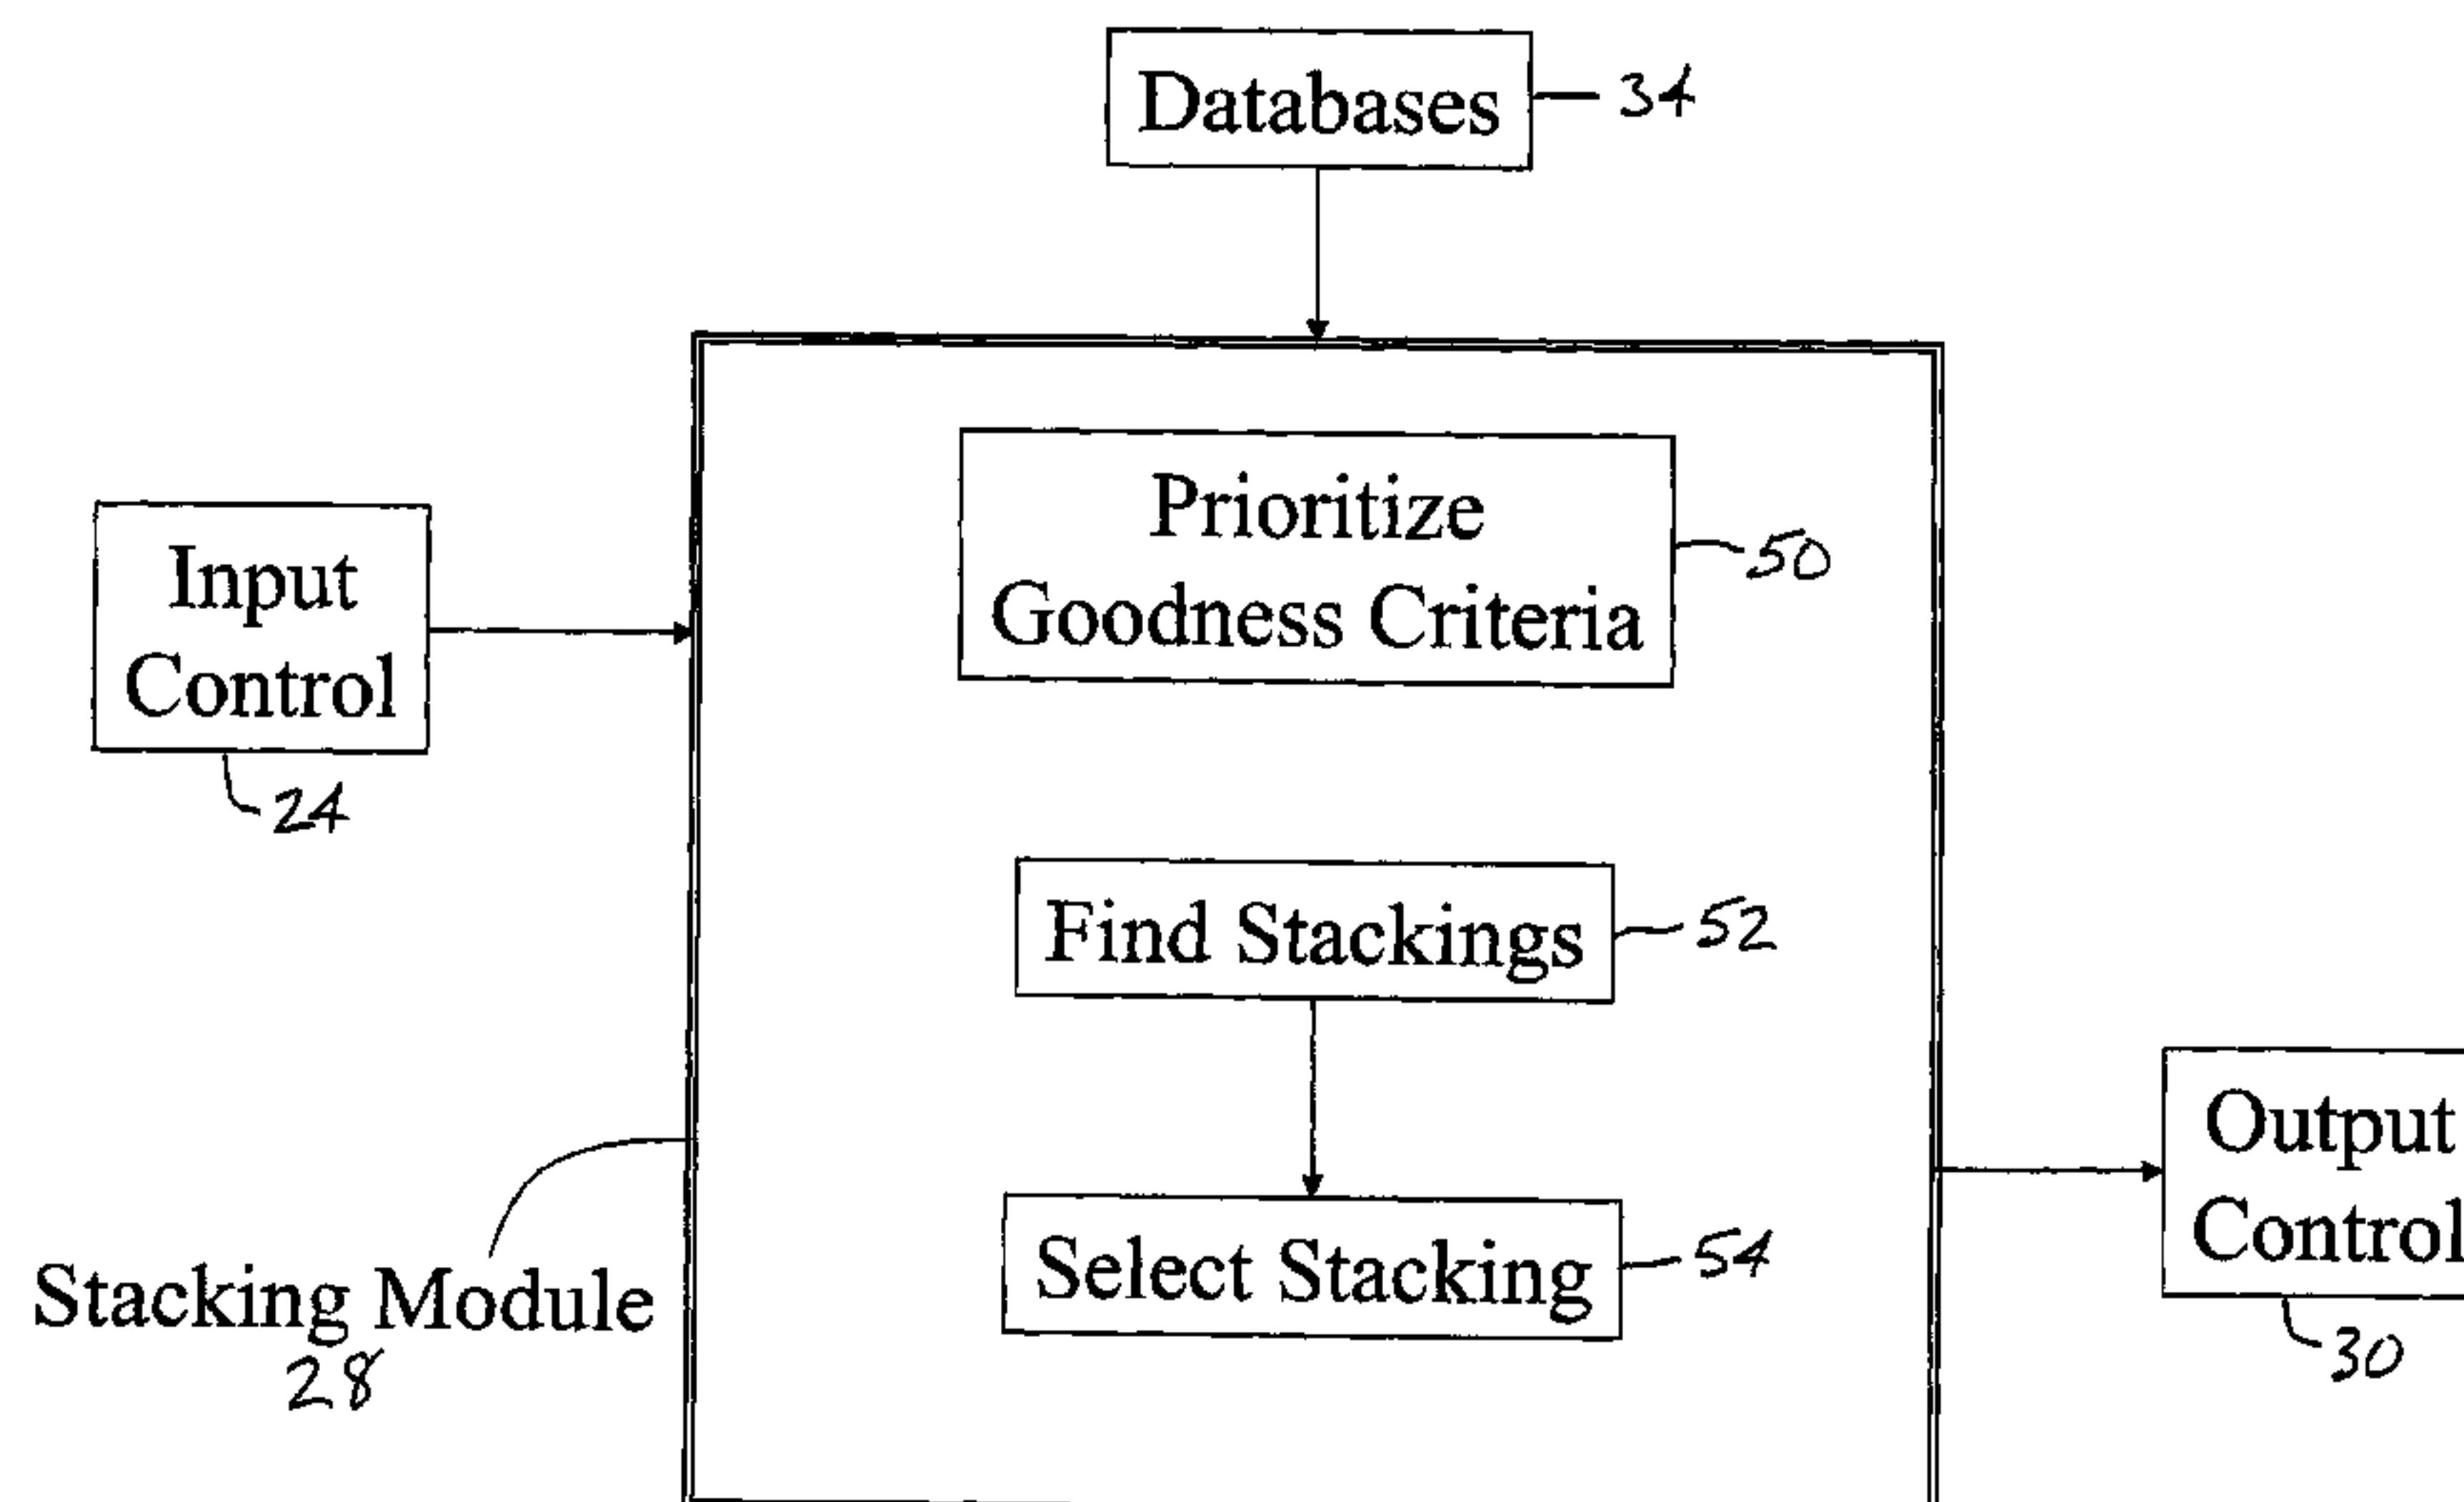 Databases
34
Prioritize
Goodness Criteria
50
Input
Control
24
Find Stackings
52
Select Stacking
54
Stacking Module
28
Output
Control
30